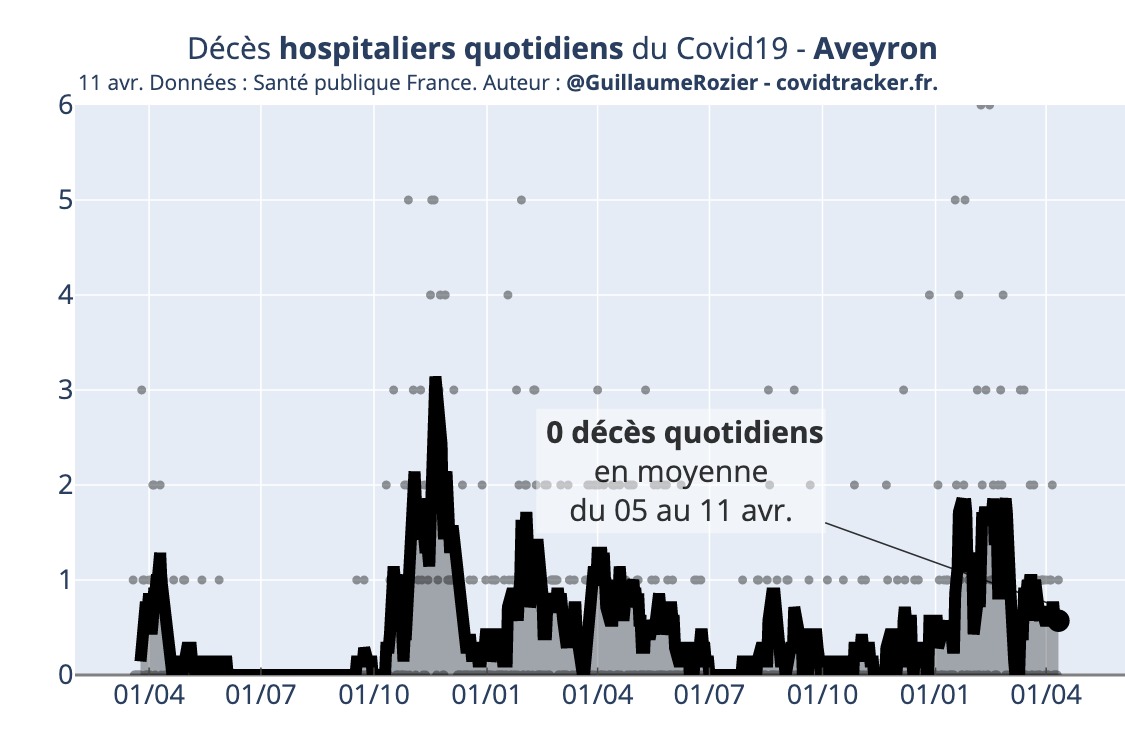 Décès hospitaliers quotidiens du Covid19 - Aveyron
11 avr. Données : Santé publique France. Auteur : @GuillaumeRozier - covidtracker.fr.
6
5
4
3
2
1
0
0 décès quotidiens
en moyenne
du 05 au 11 avr.
01/04 01/07 01/10 01/01 01/04 01/07 01/10 01/01 01/04